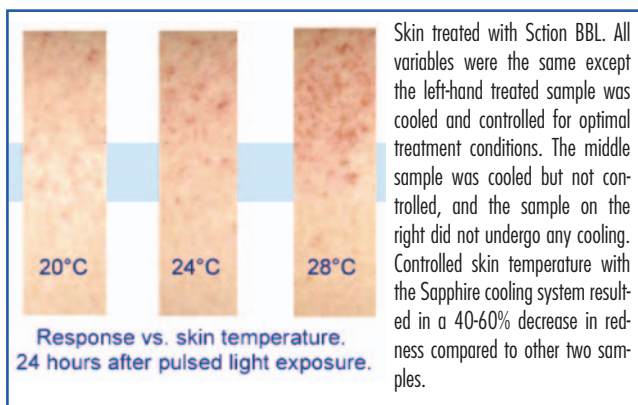 20°C
24°C
28°C
Response vs. skin temperature.
24 hours after pulsed light exposure.
Skin treated with Sction BBL. All
variables were the same except
the left-hand treated sample was
cooled and controlled for optimal
treatment conditions. The middle
sample was cooled but not con-
trolled, and the sample on the
right did not undergo any cooling.
Controlled skin temperature with
the Sapphire cooling system result-
ed in a 40-60% decrease in red-
ness compared to other two sam-
ples.